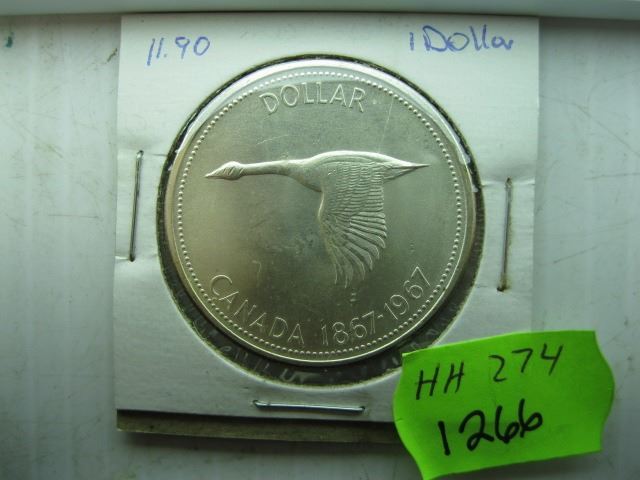 11.90
1 Dollar
DOLLAR
CANADA 1867-1967
HH 274
1266